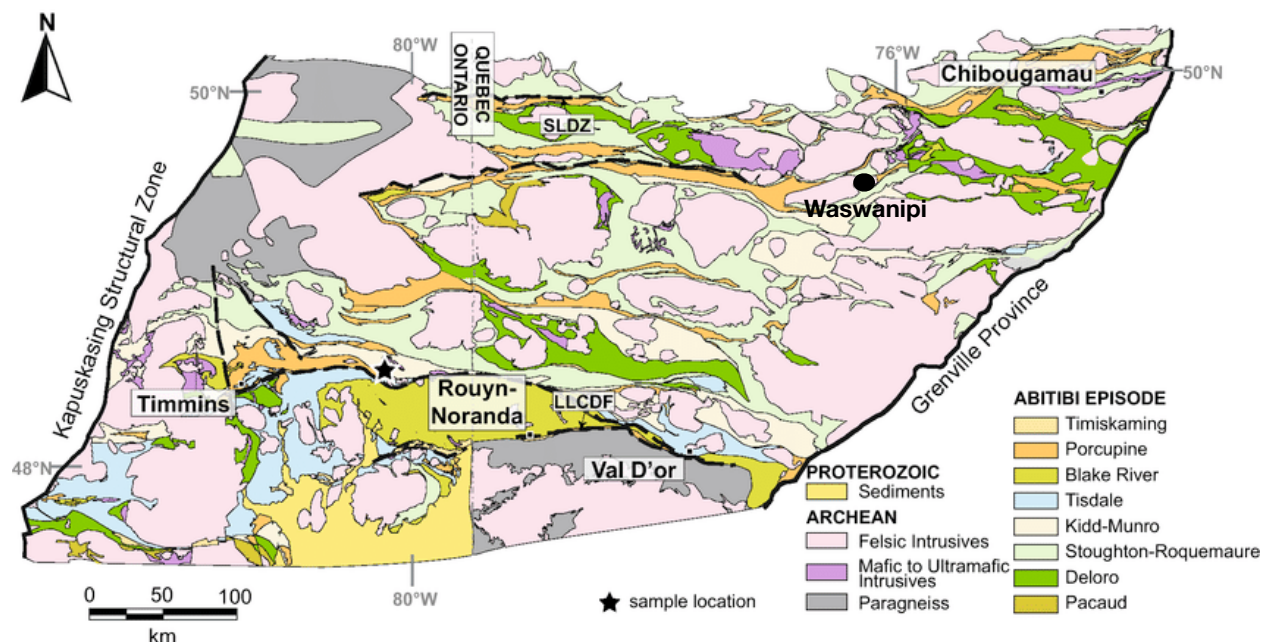 N
80°W
QUEBEC
ONTARIO
76°W
Chibougamau
50°N
50°N
SLDZ
Waswanipi
Kapuskasing Structural Zone
Grenville Province
Timmins
Rouyn-
Noranda
LLCDF
Val D'or
48°N
80°W
0 50 100
km
sample location
PROTEROZOIC
Sediments
ARCHEAN
Felsic Intrusives
Mafic to Ultramafic
Intrusives
Paragneiss
ABITIBI EPISODE
Timiskaming
Porcupine
Blake River
Tisdale
Kidd-Munro
Stoughton-Roquemaure
Deloro
Pacaud